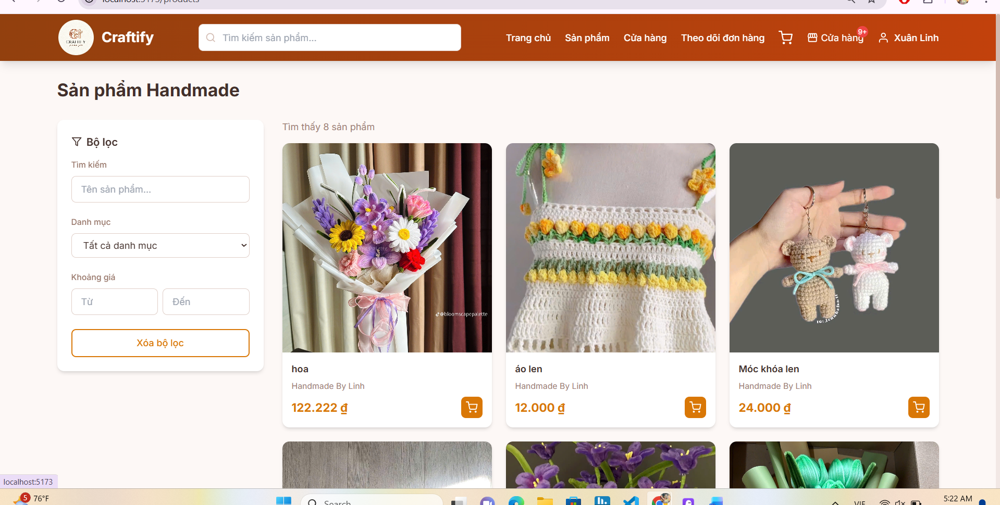 localhost:5173/products
CRAFTIFY
Craftify
Tìm kiếm sản phẩm...
Trang chủ
Sản phẩm
Cửa hàng
Theo dõi đơn hàng
Cửa hàng
9+
Xuân Linh
Sản phẩm Handmade
Bộ lọc
Tìm kiếm
Tên sản phẩm...
Danh mục
Tất cả danh mục
Khoảng giá
Từ
Đến
Xóa bộ lọc
Tìm thấy 8 sản phẩm
@bloomscapepalette
hoa
Handmade By Linh
122.222 ₫
áo len
Handmade By Linh
12.000 ₫
Móc khóa len
Handmade By Linh
24.000 ₫
localhost:5173
5
76°F
Search
VIE
5:22 AM